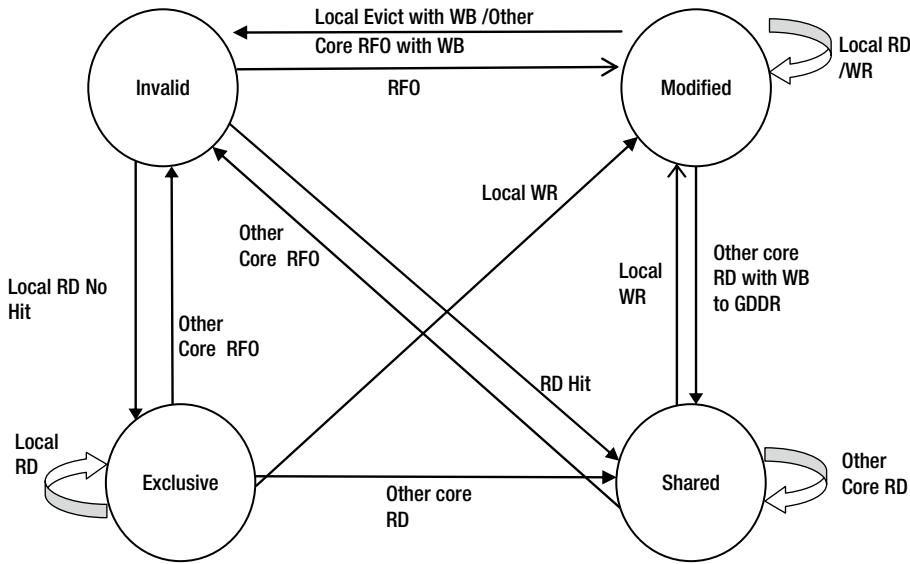 Local Evict with WB /Other
Core RFO with WB
RFO
Invalid
Modified
Local RD
/WR
Local WR
Other
Core RFO
Local RD No
Hit
Other
Core RFO
Local
WR
Other core
RD with WB
to GDDR
RD Hit
Local
RD
Exclusive
Other core
RD
Shared
Other
Core RD